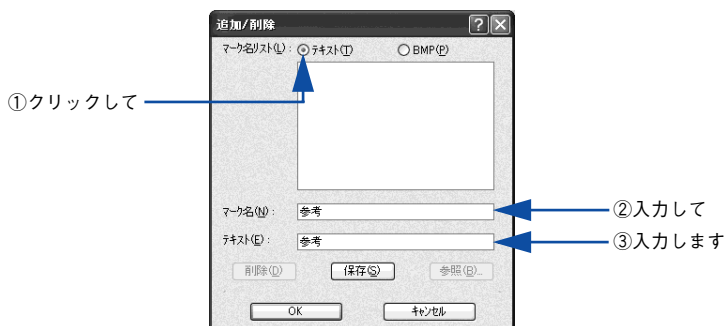 追加/削除
マーク名リスト(L): テキスト(T) BMP(P)
①クリックして
マーク名(N): 参考
②入力して
テキスト(E): 参考
③入力します
削除(D) 保存(S) 参照(B)...
OK キャンセル